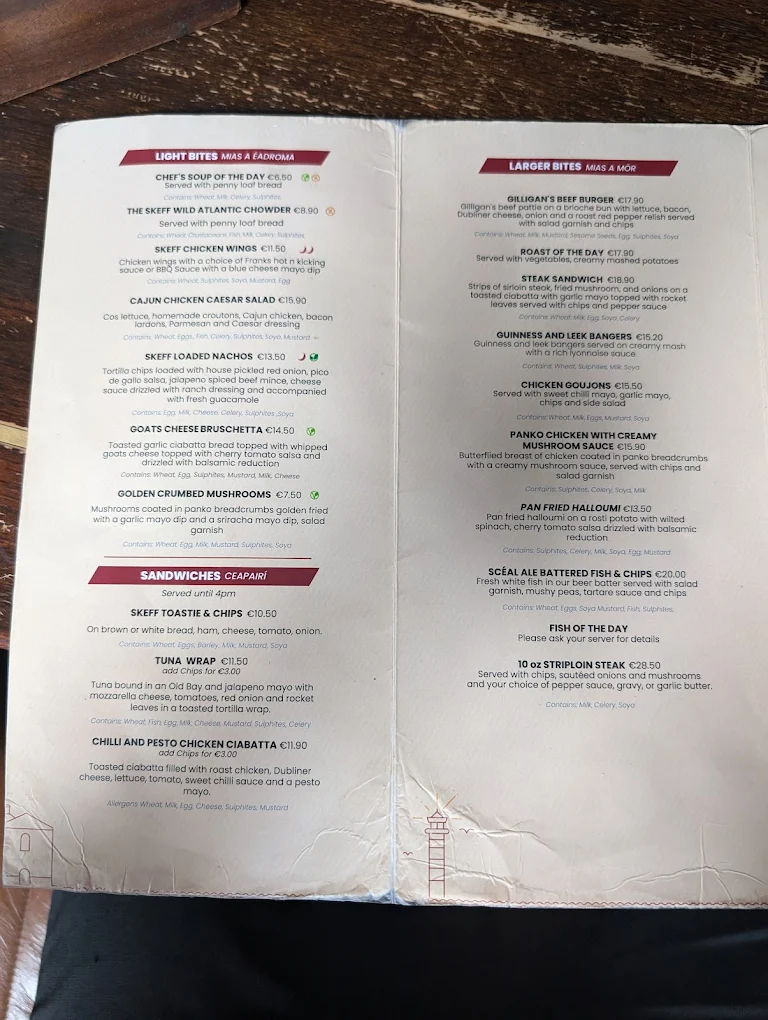 LIGHT BITES MIAS A ÉADROMA
CHEF'S SOUP OF THE DAY €6.50
Served with penny loaf bread
Contains: Wheat, Milk, Celery, Sulphites
THE SKEFF WILD ATLANTIC CHOWDER €8.90
Served with penny loaf bread
Contains: Wheat, Crustaceans, Fish, Milk, Celery, Sulphites
SKEFF CHICKEN WINGS €11.50
Chicken wings with a choice of Franks hot n kicking
sauce or BBQ Sauce with a blue cheese mayo dip
Contains: Wheat, Sulphites, Soya, Mustard, Egg
CAJUN CHICKEN CAESAR SALAD €15.90
Cos lettuce, homemade croutons, Cajun chicken, bacon
lardons, Parmesan and Caesar dressing
Contains: Wheat, Eggs, Fish, Celery, Sulphites, Soya, Mustard
SKEFF LOADED NACHOS €13.50
Tortilla chips loaded with house pickled red onion, pico
de gallo salsa, jalapeno spiced beef mince, cheese
sauce drizzled with ranch dressing and accompanied
with fresh guacamole
Contains: Egg, Milk, Cheese, Celery, Sulphites ,Soya
GOATS CHEESE BRUSCHETTA €14.50
Toasted garlic ciabatta bread topped with whipped
goats cheese topped with cherry tomato salsa and
drizzled with balsamic reduction
Contains: Wheat, Egg, Sulphites, Mustard, Milk, Cheese
GOLDEN CRUMBED MUSHROOMS €7.50
Mushrooms coated in panko breadcrumbs golden fried
with a garlic mayo dip and a sriracha mayo dip, salad
garnish
Contains: Wheat, Egg, Milk, Mustard, Sulphites, Soya
SANDWICHES CEAPAIRÍ
Served until 4pm
SKEFF TOASTIE & CHIPS €10.50
On brown or white bread, ham, cheese, tomato, onion.
Contains: Wheat, Eggs, Barley, Milk, Mustard, Soya
TUNA WRAP €11.50
add Chips for €3.00
Tuna bound in an Old Bay and jalapeno mayo with
mozzarella cheese, tomatoes, red onion and rocket
leaves in a toasted tortilla wrap.
Contains: Wheat, Fish, Egg, Milk, Cheese, Mustard, Sulphites, Celery
CHILLI AND PESTO CHICKEN CIABATTA €11.90
add Chips for €3.00
Toasted ciabatta filled with roast chicken, Dubliner
cheese, lettuce, tomato, sweet chilli sauce and a pesto
mayo.
Allergens Wheat, Milk, Egg, Cheese, Sulphites, Mustard
LARGER BITES MIAS A MÓR
GILLIGAN'S BEEF BURGER €17.90
Gilligan's beef pattie on a brioche bun with lettuce, bacon,
Dubliner cheese, onion and a roast red pepper relish served
with salad garnish and chips
Contains: Wheat, Milk, Mustard, Sesame Seeds, Egg, Sulphites, Soya
ROAST OF THE DAY €17.90
Served with vegetables, creamy mashed potatoes
STEAK SANDWICH €18.90
Strips of sirloin steak, fried mushroom, and onions on a
toasted ciabatta with garlic mayo topped with rocket
leaves served with chips and pepper sauce
Contains: Wheat, Milk, Egg, Soya, Celery
GUINNESS AND LEEK BANGERS €15.20
Guinness and leek bangers served on creamy mash
with a rich lyonnaise sauce
Contains: Wheat, Sulphites, Milk, Soya
CHICKEN GOUJONS €15.50
Served with sweet chilli mayo, garlic mayo,
chips and side salad
Contains: Wheat, Milk, Eggs, Mustard, Soya
PANKO CHICKEN WITH CREAMY
MUSHROOM SAUCE €15.90
Butterflied breast of chicken coated in panko breadcrumbs
with a creamy mushroom sauce, served with chips and
salad garnish
Contains: Sulphites, Celery, Soya, Milk
PAN FRIED HALLOUMI €13.50
Pan fried halloumi on a rosti potato with wilted
spinach, cherry tomato salsa drizzled with balsamic
reduction
Contains: Sulphites, Celery, Milk, Soya, Egg, Mustard
SCÉAL ALE BATTERED FISH & CHIPS €20.00
Fresh white fish in our beer batter served with salad
garnish, mushy peas, tartare sauce and chips
Contains: Wheat, Eggs, Soya Mustard, Fish, Sulphites,
FISH OF THE DAY
Please ask your server for details
10 oz STRIPLOIN STEAK €28.50
Served with chips, sautéed onions and mushrooms
and your choice of pepper sauce, gravy, or garlic butter.
Contains: Milk, Celery, Soya